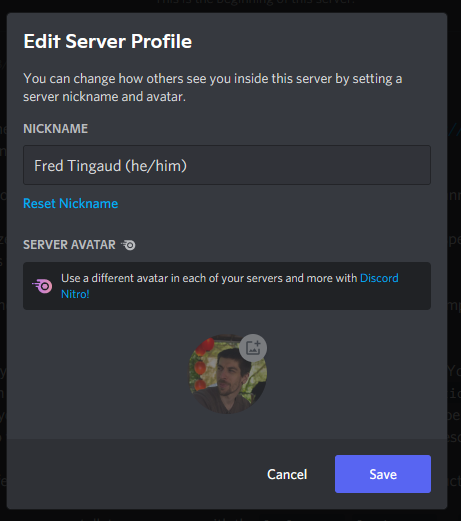 This is the beginning of this server.
Edit Server Profile
You can change how others see you inside this server by setting a
server nickname and avatar.
NICKNAME
Fred Tingaud (he/him)
Reset Nickname
SERVER AVATAR
Use a different avatar in each of your servers and more with Discord
Nitro!
Cancel
Save